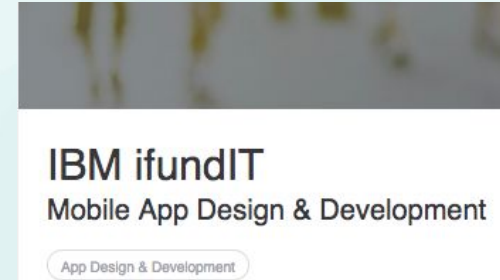 IBM ifundIT
Mobile App Design & Development
App Design & Development